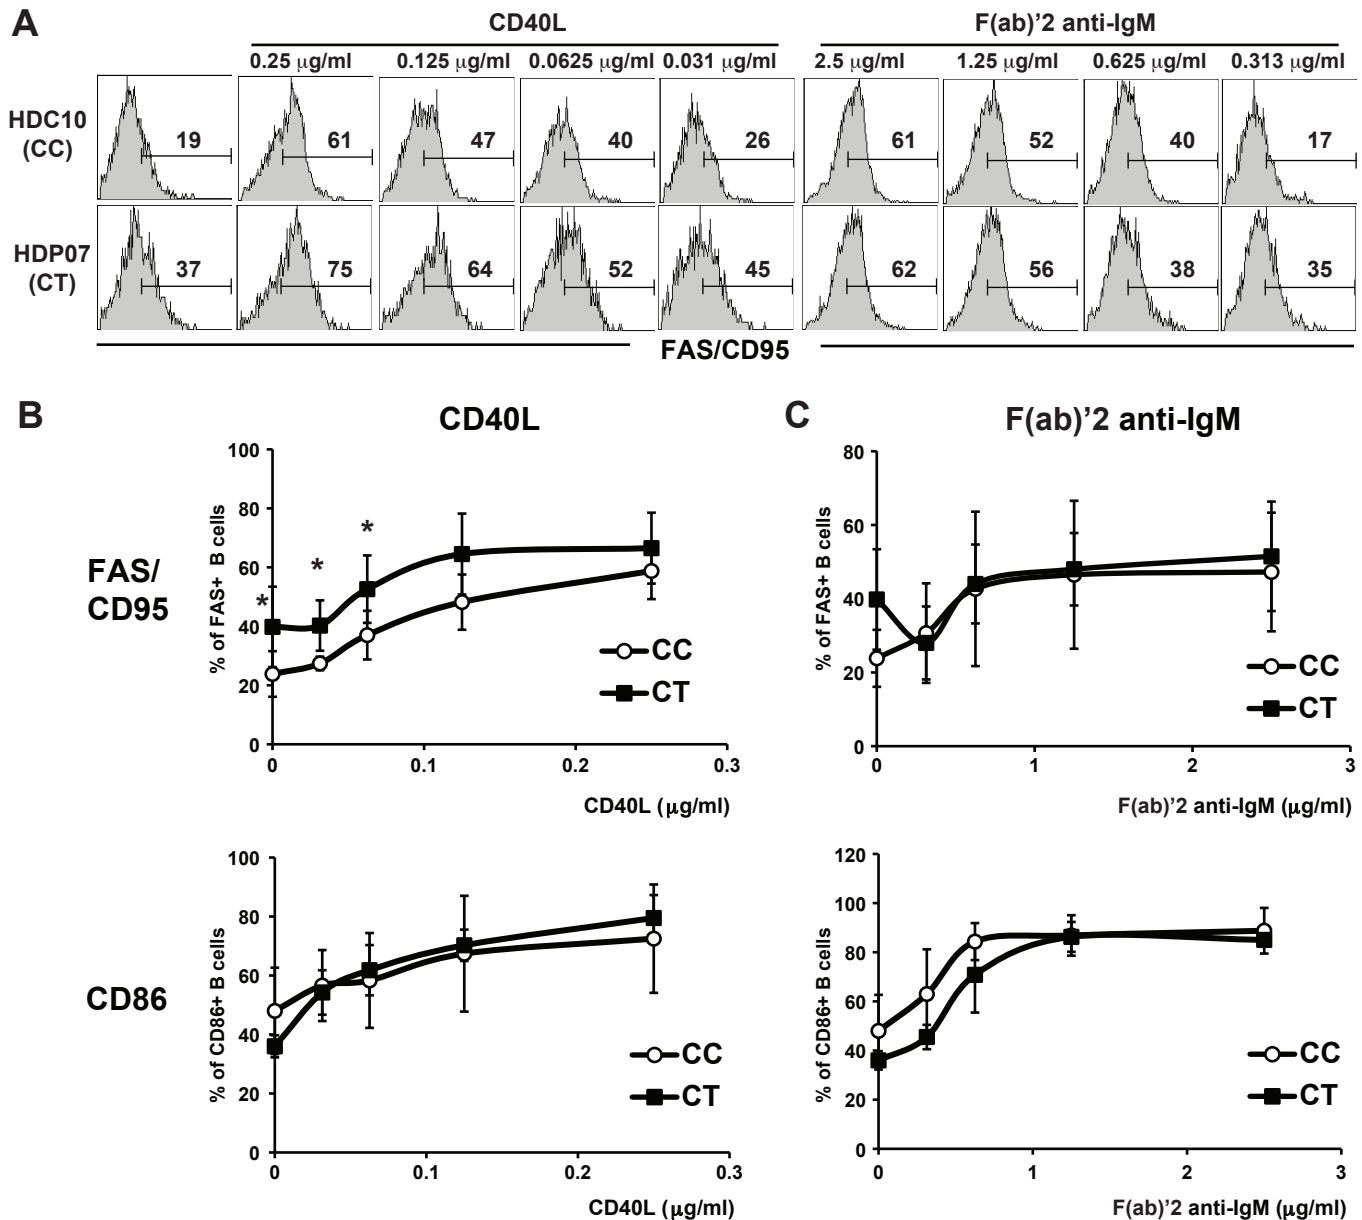 A
CD40L
F(ab)’2 anti-IgM
0.25 μg/ml 0.125 μg/ml 0.0625 μg/ml 0.031 μg/ml 2.5 μg/ml 1.25 μg/ml 0.625 μg/ml 0.313 μg/ml
HDC10
(CC)
19 61 47 40 26 61 52 40 17
HDP07
(CT)
37 75 64 52 45 62 56 38 35
FAS/CD95
B
CD40L
FAS/
CD95
% of FAS+ B cells
100
80
60
40
20
0
* * *
CC
CT
0 0.1 0.2 0.3
CD40L (μg/ml)
C
F(ab)’2 anti-IgM
% of FAS+ B cells
80
60
40
20
0
CC
CT
0 1 2 3
F(ab)’2 anti-IgM (μg/ml)
CD86
% of CD86+ B cells
100
80
60
40
20
0
CC
CT
0 0.1 0.2 0.3
CD40L (μg/ml)
% of CD86+ B cells
120
100
80
60
40
20
0
CC
CT
0 1 2 3
F(ab)’2 anti-IgM (μg/ml)